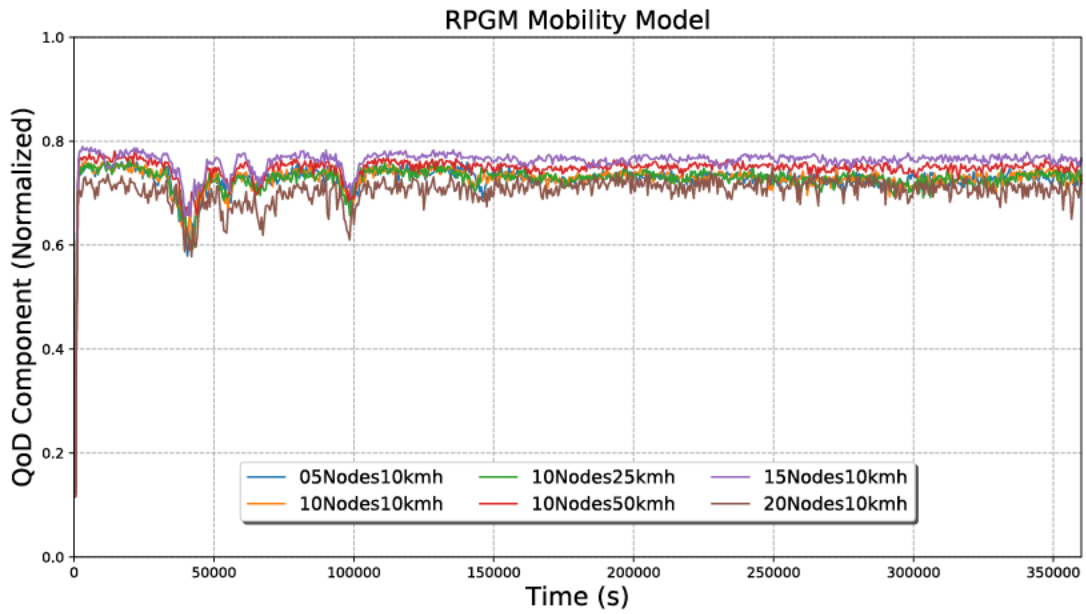 RPGM Mobility Model
QoD Component (Normalized)
1.0
0.8
0.6
0.4
0.2
0.0
05Nodes10kmh 10Nodes25kmh 15Nodes10kmh
10Nodes10kmh 10Nodes50kmh 20Nodes10kmh
0 50000 100000 150000 200000 250000 300000 350000
Time (s)